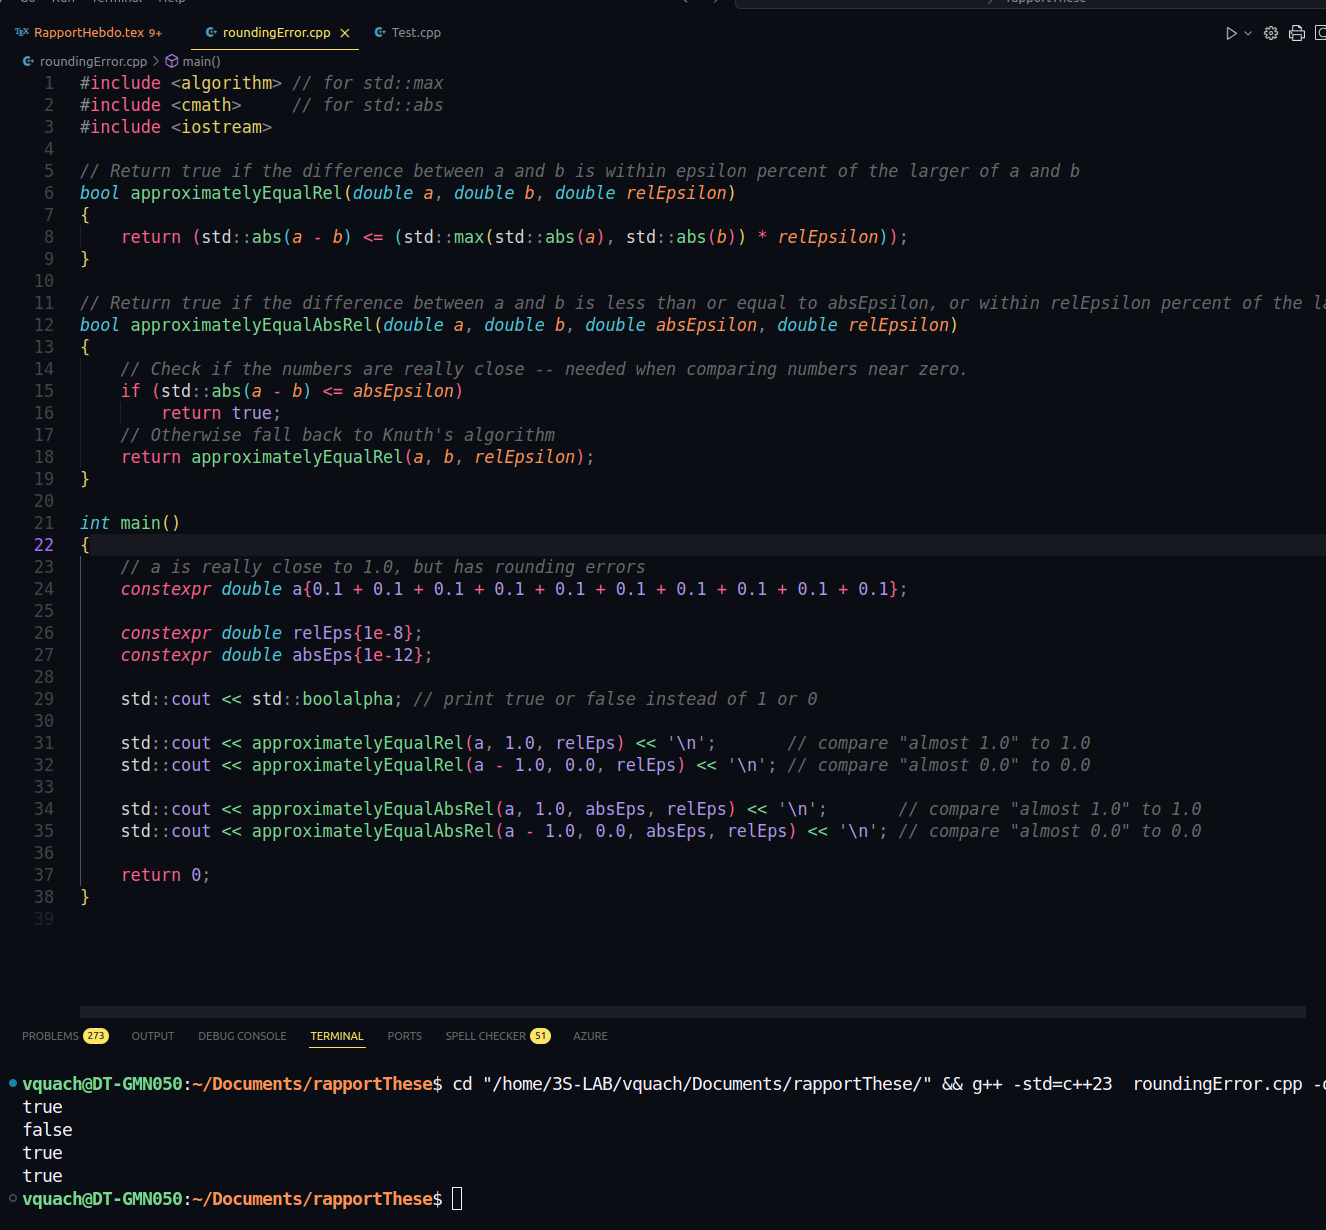 Go Run Terminal Help rapportThese
RapportHebdo.tex 9+ roundingError.cpp Test.cpp
roundingError.cpp > main()
1 #include <algorithm> // for std::max
2 #include <cmath>     // for std::abs
3 #include <iostream>
4
5 // Return true if the difference between a and b is within epsilon percent of the larger of a and b
6 bool approximatelyEqualRel(double a, double b, double relEpsilon)
7 {
8     return (std::abs(a - b) <= (std::max(std::abs(a), std::abs(b)) * relEpsilon));
9 }
10
11 // Return true if the difference between a and b is less than or equal to absEpsilon, or within relEpsilon percent of the
12 bool approximatelyEqualAbsRel(double a, double b, double absEpsilon, double relEpsilon)
13 {
14     // Check if the numbers are really close -- needed when comparing numbers near zero.
15     if (std::abs(a - b) <= absEpsilon)
16         return true;
17     // Otherwise fall back to Knuth's algorithm
18     return approximatelyEqualRel(a, b, relEpsilon);
19 }
20
21 int main()
22 {
23     // a is really close to 1.0, but has rounding errors
24     constexpr double a{0.1 + 0.1 + 0.1 + 0.1 + 0.1 + 0.1 + 0.1 + 0.1 + 0.1 + 0.1};
25
26     constexpr double relEps{1e-8};
27     constexpr double absEps{1e-12};
28
29     std::cout << std::boolalpha; // print true or false instead of 1 or 0
30
31     std::cout << approximatelyEqualRel(a, 1.0, relEps) << '\n';       // compare "almost 1.0" to 1.0
32     std::cout << approximatelyEqualRel(a - 1.0, 0.0, relEps) << '\n'; // compare "almost 0.0" to 0.0
33
34     std::cout << approximatelyEqualAbsRel(a, 1.0, absEps, relEps) << '\n';       // compare "almost 1.0" to 1.0
35     std::cout << approximatelyEqualAbsRel(a - 1.0, 0.0, absEps, relEps) << '\n'; // compare "almost 0.0" to 0.0
36
37     return 0;
38 }
39
PROBLEMS 273 OUTPUT DEBUG CONSOLE TERMINAL PORTS SPELL CHECKER 51 AZURE
vquach@DT-GMN050:~/Documents/rapportThese$ cd "/home/3S-LAB/vquach/Documents/rapportThese/" && g++ -std=c++23  roundingError.cpp
true
false
true
true
vquach@DT-GMN050:~/Documents/rapportThese$